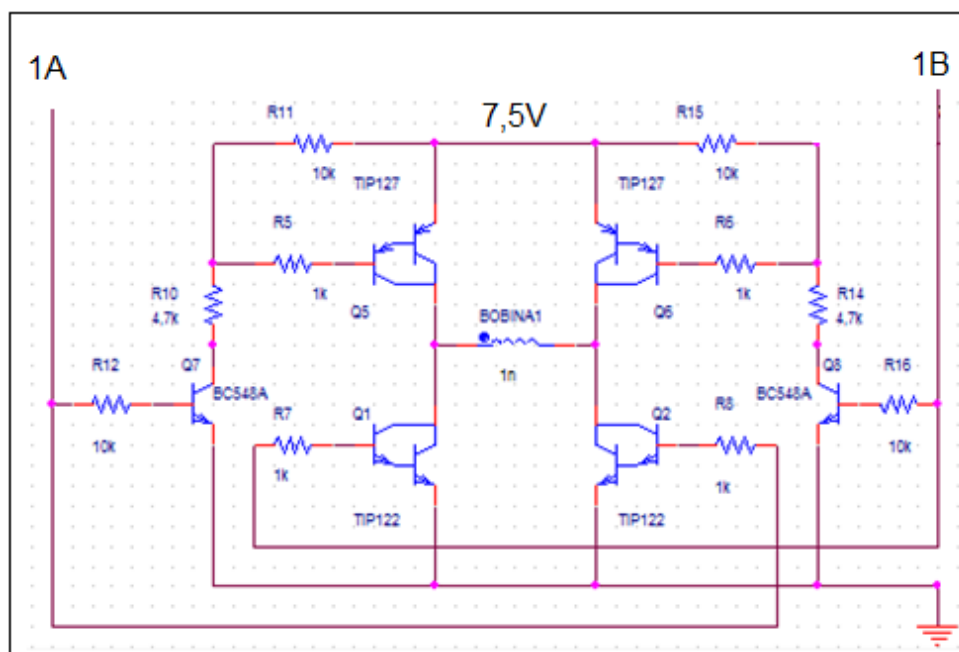 1A
1B
R11
7,5V
R15
10k
10k
TIP127
TIP127
R5
R6
1k
1k
R10
4,7k
Q5
Q6
R14
4,7k
BOBINA1
R12
Q7
1n
Q8
R16
BC548A
BC548A
R7
Q1
Q2
R8
10k
1k
1k
10k
TIP122
TIP122